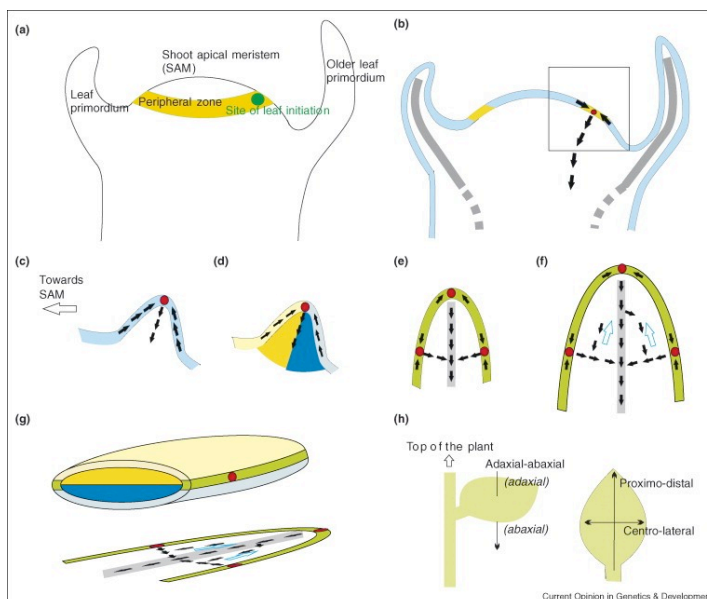 (a)
Shoot apical meristem
(SAM)
Older leaf
primordium
Leaf
primordium
Peripheral zone
Site of leaf initiation
(b)
(c)
Towards
SAM
(d)
(e)
(f)
(g)
(h)
Top of the plant
Adaxial-abaxial
(adaxial)
(abaxial)
Proximo-distal
Centro-lateral
Current Opinion in Genetics & Developmen